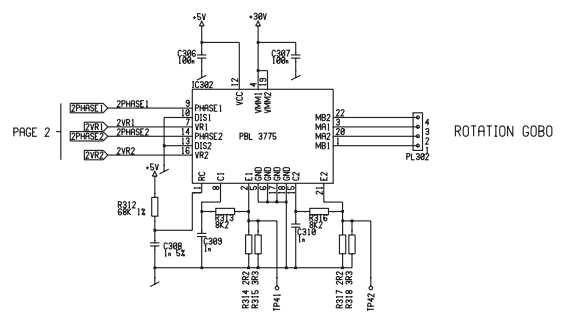 +5V
+30V
C306
100n
C307
100n
IC302
12
4
19
VCC
VMM1
VMM2
PAGE 2
2PHASE1
2PHASE1
9
PHASE1
10
DIS1
2VR1
2VR1
7
VR1
2PHASE2
2PHASE2
14
PHASE2
13
DIS2
2VR2
2VR2
16
VR2
PBL 3775
MB2
22
MA1
3
MA2
20
MB1
1
4
3
2
1
PL302
ROTATION GOBO
+5V
RC
C1
E1
GND
GND
GND
GND
C2
E2
11
8
2
5
6
17
18
15
21
R312
68K 1%
R313
8K2
R316
8K2
C308
1n 5%
C309
1n
C310
1n
R314 2R2
R315 3R3
TP41
R317 2R2
R318 3R3
TP42